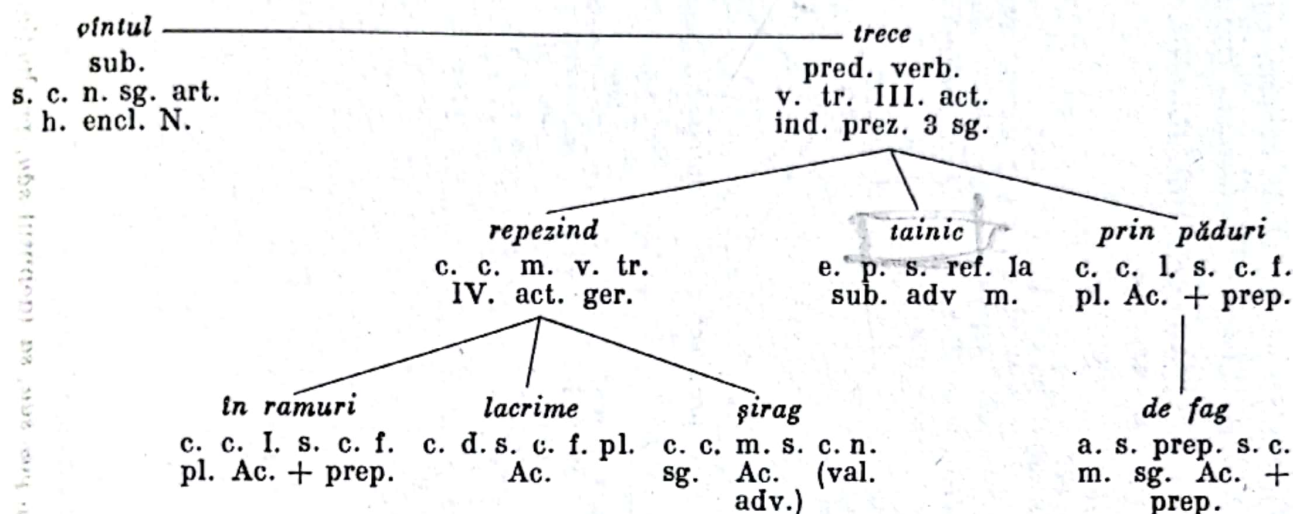 vîntul
trece
sub.
s. c. n. sg. art.
h. encl. N.
pred. verb.
v. tr. III. act.
ind. prez. 3 sg.
repezind
c. c. m. v. tr.
IV. act. ger.
tainic
e. p. s. ref. la
sub. adv m.
prin păduri
c. c. l. s. c. f.
pl. Ac. + prep.
în ramuri
c. c. l. s. c. f.
pl. Ac. + prep.
lacrime
c. d. s. c. f. pl.
Ac.
șirag
c. c. m. s. c. n.
sg. Ac. (val.
adv.)
de fag
a. s. prep. s. c.
m. sg. Ac. +
prep.